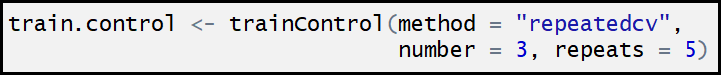 train.control <- trainControl(method = "repeatedcv",
number = 3, repeats = 5)